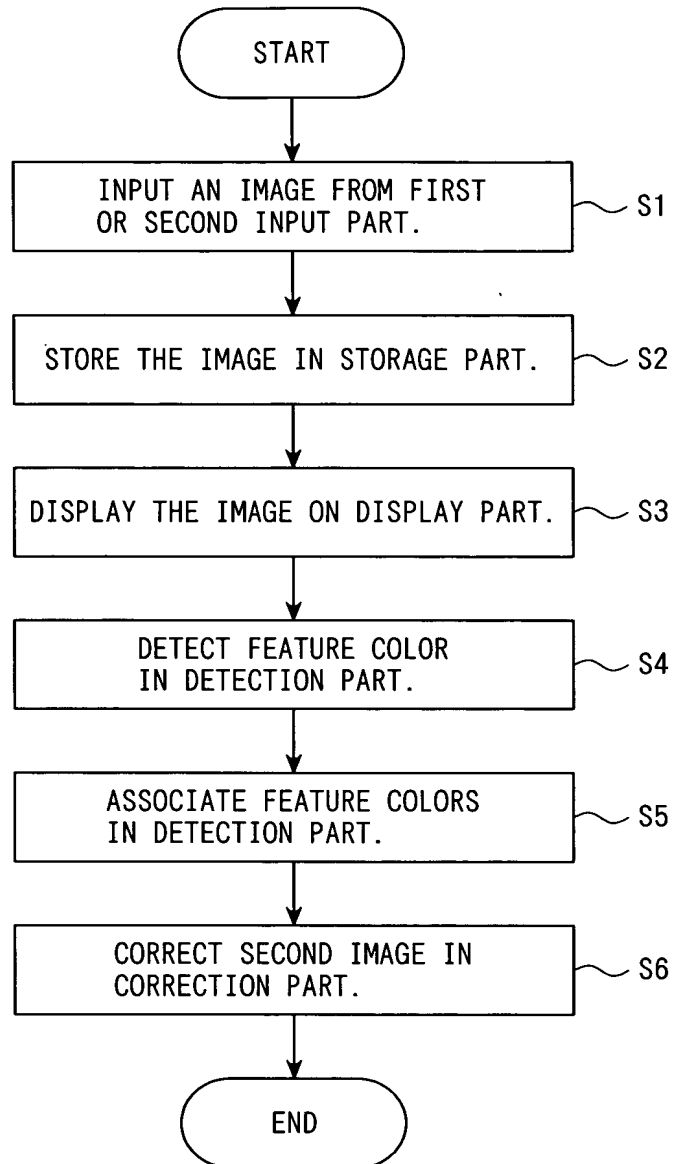 START
INPUT AN IMAGE FROM FIRST
OR SECOND INPUT PART.
S1
STORE THE IMAGE IN STORAGE PART.
S2
DISPLAY THE IMAGE ON DISPLAY PART.
S3
DETECT FEATURE COLOR
IN DETECTION PART.
S4
ASSOCIATE FEATURE COLORS
IN DETECTION PART.
S5
CORRECT SECOND IMAGE IN
CORRECTION PART.
S6
END